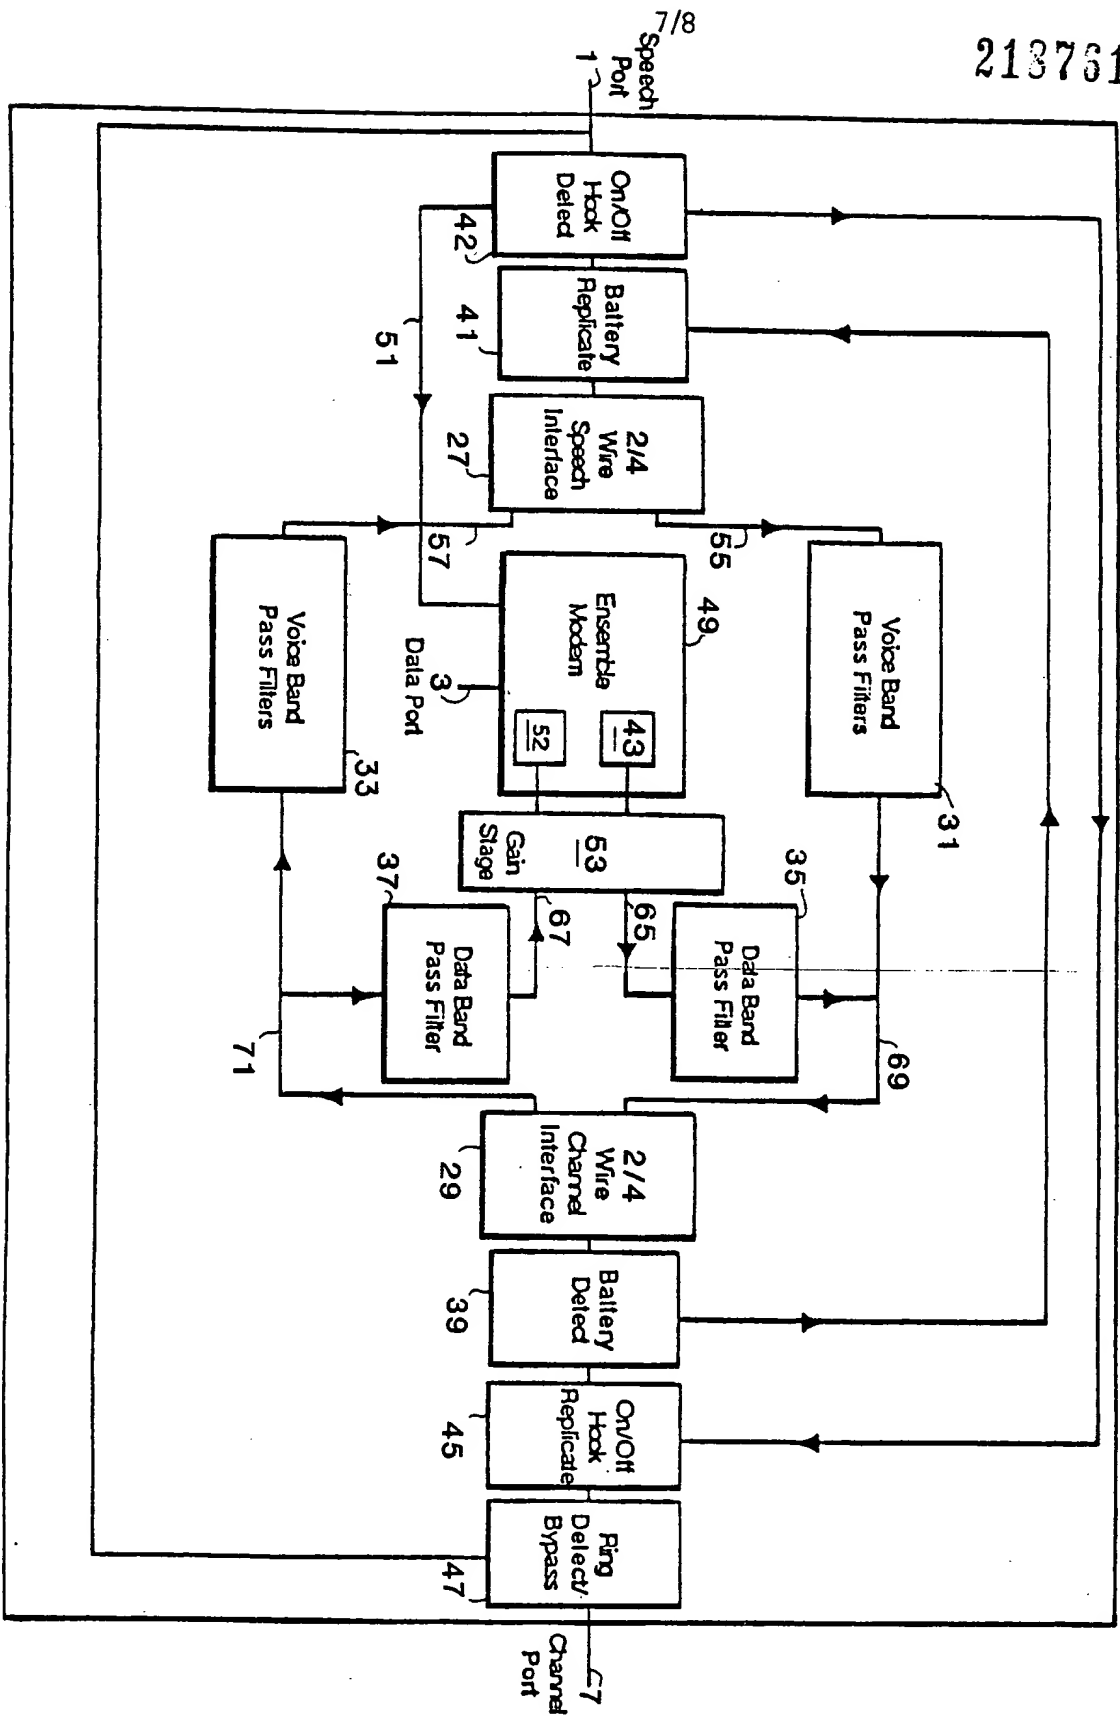 7/8
218761
Speech
Port
1
On/Off
Hook
Detect
42
Battery
Replicate
41
51
2/4
Wire
Speech
Interface
27
57
55
Voice Band
Pass Filters
33
Ensemble
Modem
49
Data Port
3
52
43
Voice Band
Pass Filters
31
53
Gain
Stage
37
Data Band
Pass Filter
67
65
35
Data Band
Pass Filter
71
69
2/4
Wire
Channel
Interface
29
Battery
Detect
39
On/Off
Hook
Replicate
45
Ring
Detect/
Bypass
47
Channel
Port
7